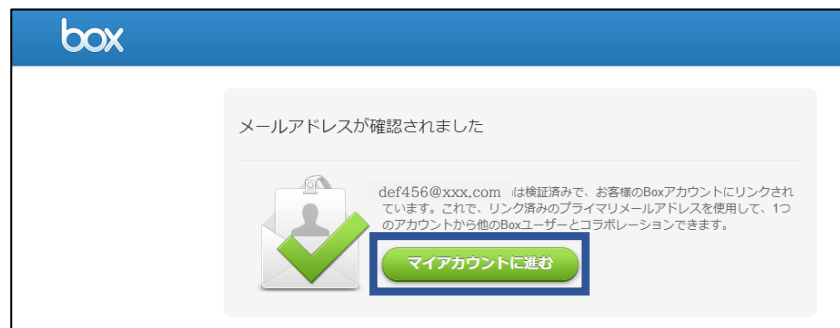 box
メールアドレスが確認されました
def456@xxx.com は検証済みで、お客様のBoxアカウントにリンクされ
ています。これで、リンク済みのプライマリメールアドレスを使用して、1つ
のアカウントから他のBoxユーザーとコラボレーションできます。
マイアカウントに進む